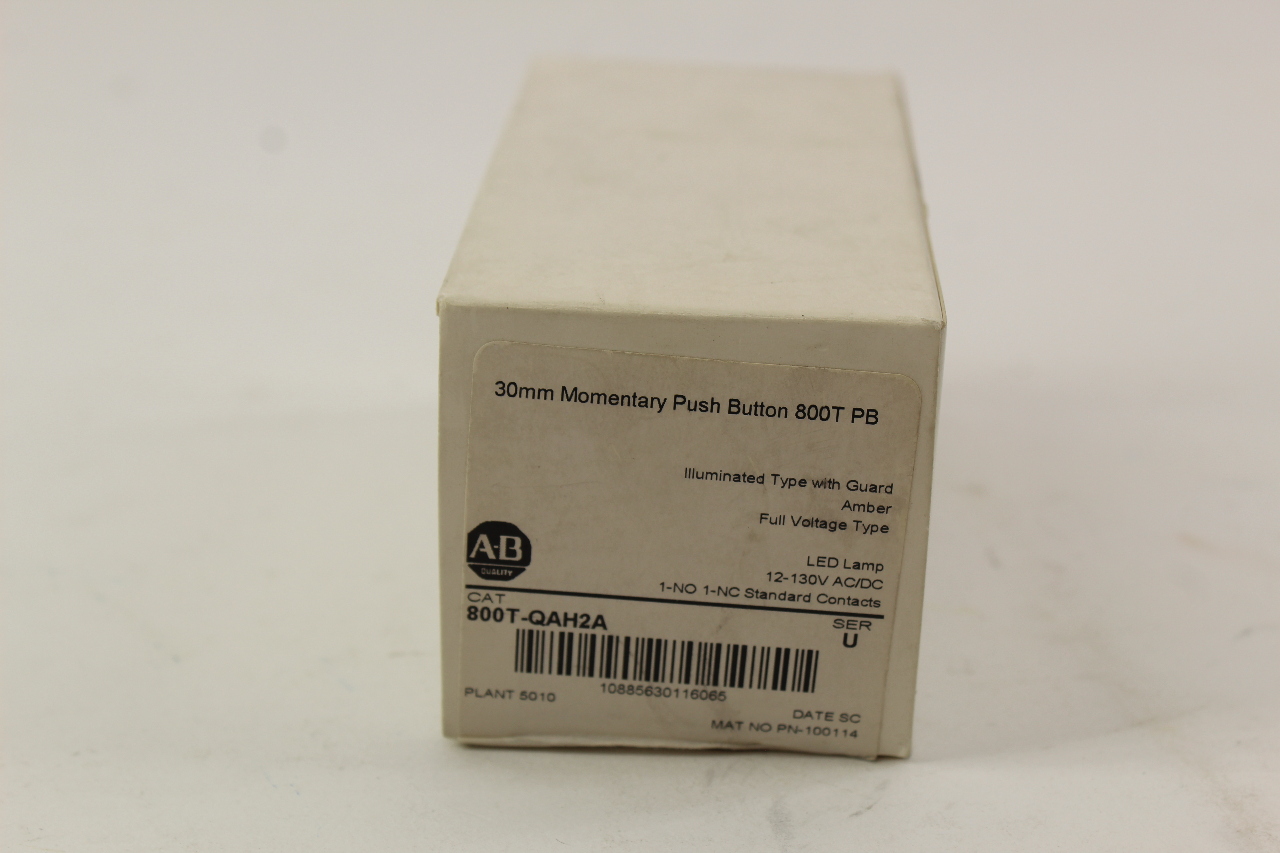 30mm Momentary Push Button 800T PB
Illuminated Type with Guard
Amber
Full Voltage Type
LED Lamp
12-130V AC/DC
1-NO 1-NC Standard Contacts
A-B
QUALITY
CAT
800T-QAH2A
SER
U
10885630116065
PLANT 5010
DATE SC
MAT NO PN-100114